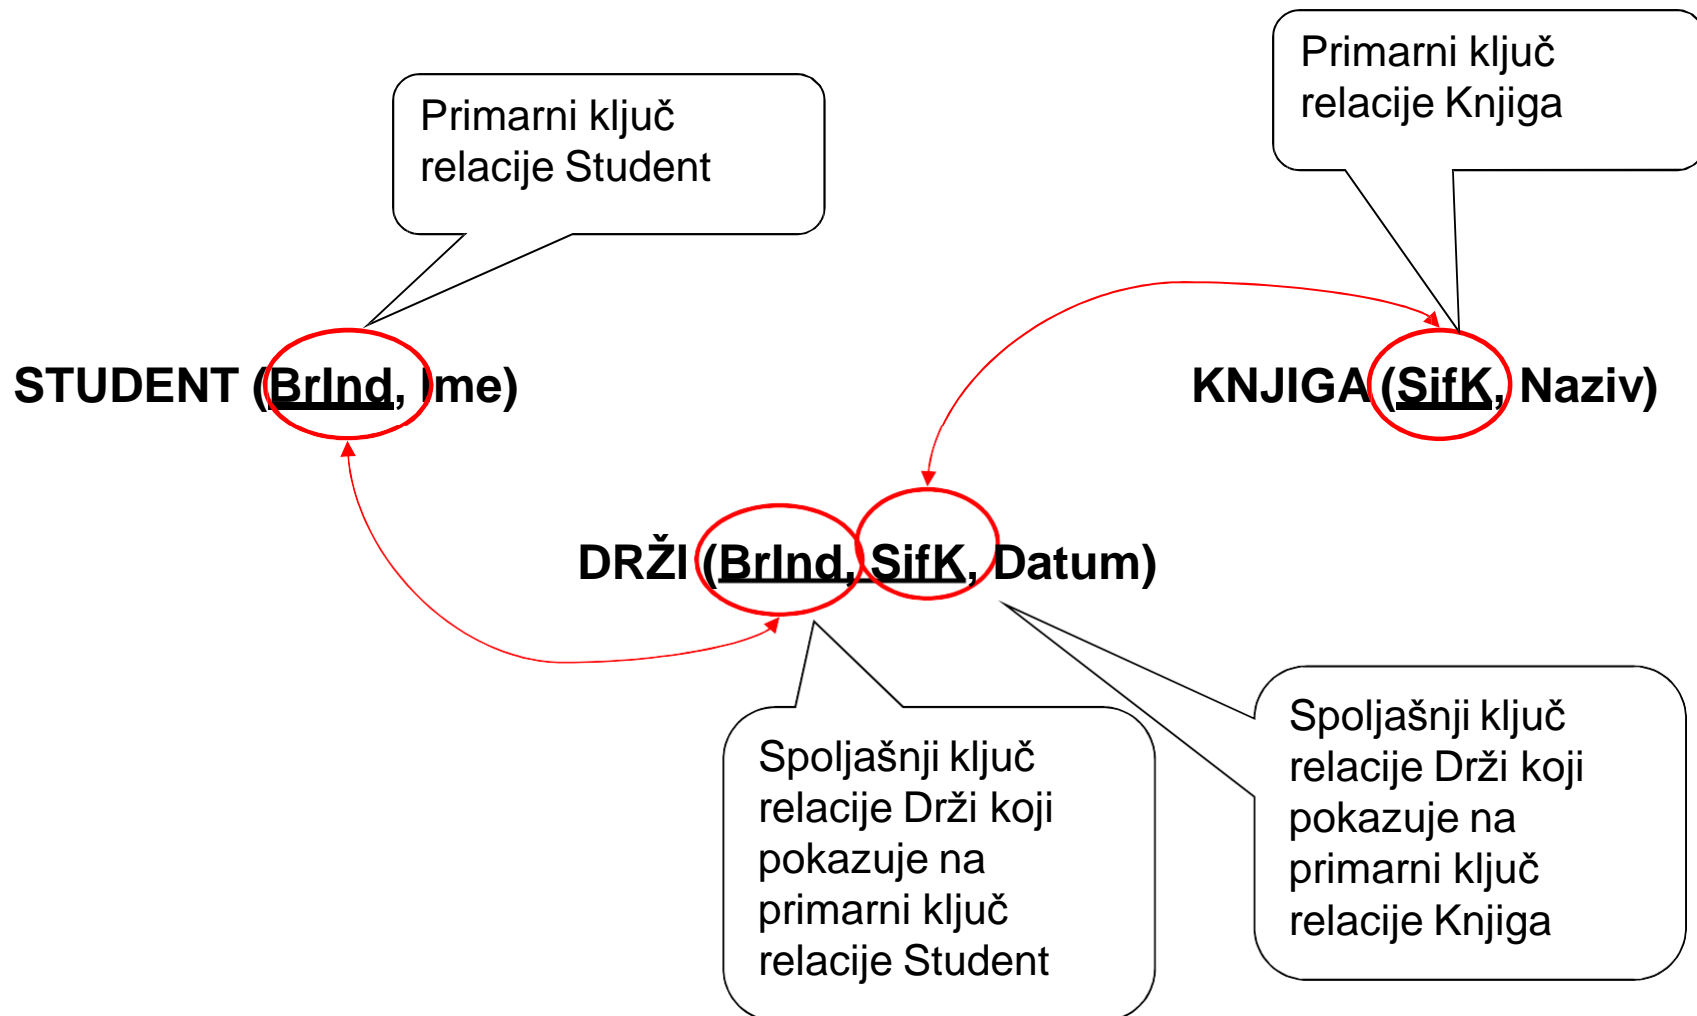 Primarni ključ
relacije Knjiga
Primarni ključ
relacije Student
STUDENT (BrInd, Ime)
KNJIGA (SifK, Naziv)
DRŽI (BrInd, SifK, Datum)
Spoljašnji ključ
relacije Drži koji
pokazuje na
primarni ključ
relacije Student
Spoljašnji ključ
relacije Drži koji
pokazuje na
primarni ključ
relacije Knjiga